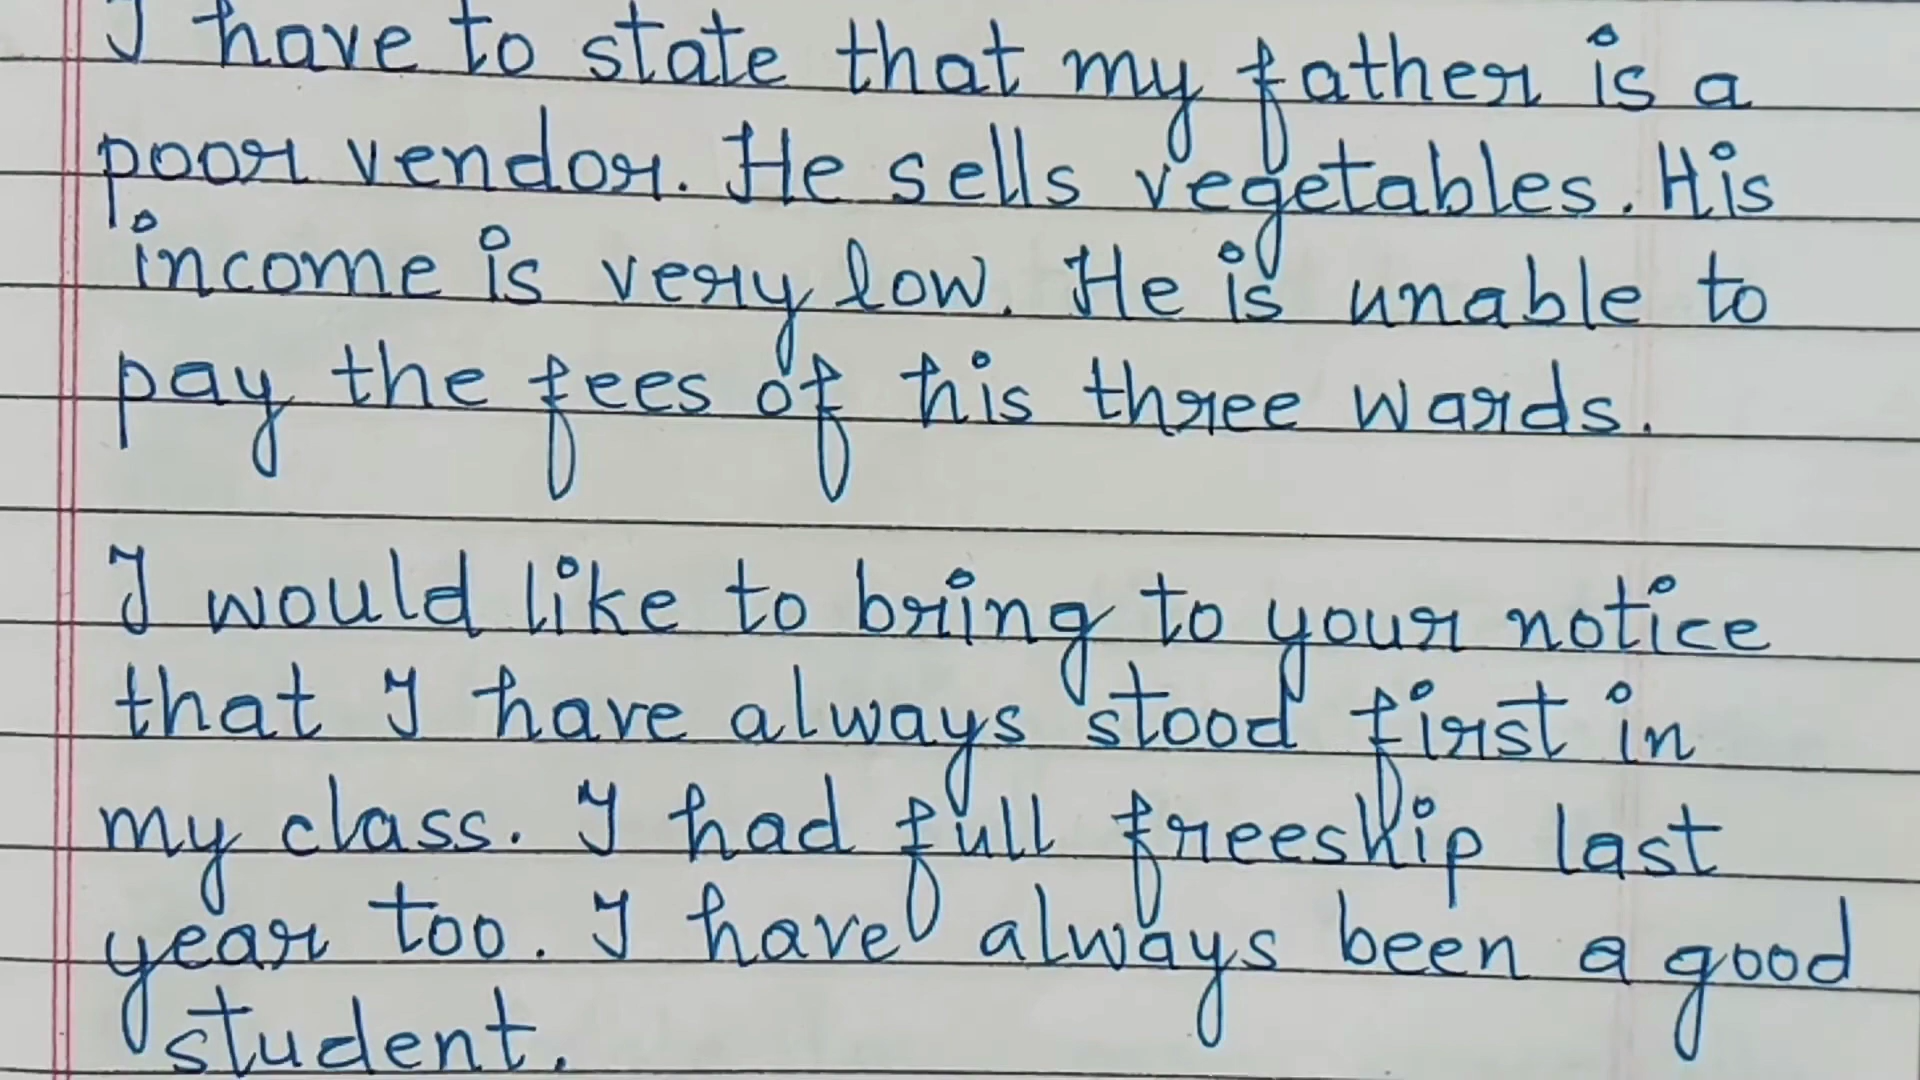 I have to state that my father is a
poor vendor. He sells vegetables. His
income is very low. He is unable to
pay the fees of his three wards.
I would like to bring to your notice
that I have always stood first in
my class. I had full freeship last
year too. I have always been a good
student.